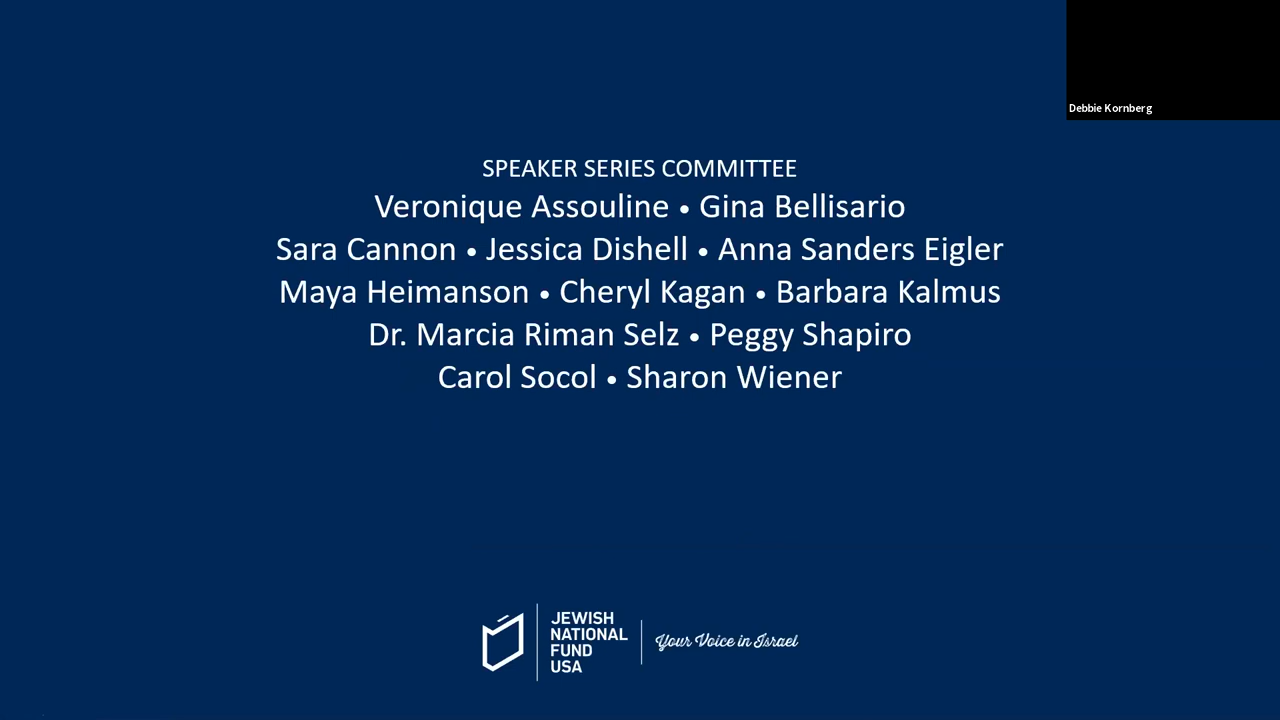 Debbie Kornberg
SPEAKER SERIES COMMITTEE
Veronique Assouline • Gina Bellisario
Sara Cannon • Jessica Dishell • Anna Sanders Eigler
Maya Heimanson • Cheryl Kagan • Barbara Kalmus
Dr. Marcia Riman Selz • Peggy Shapiro
Carol Socol • Sharon Wiener
JEWISH
NATIONAL
FUND
USA
Your Voice in Israel